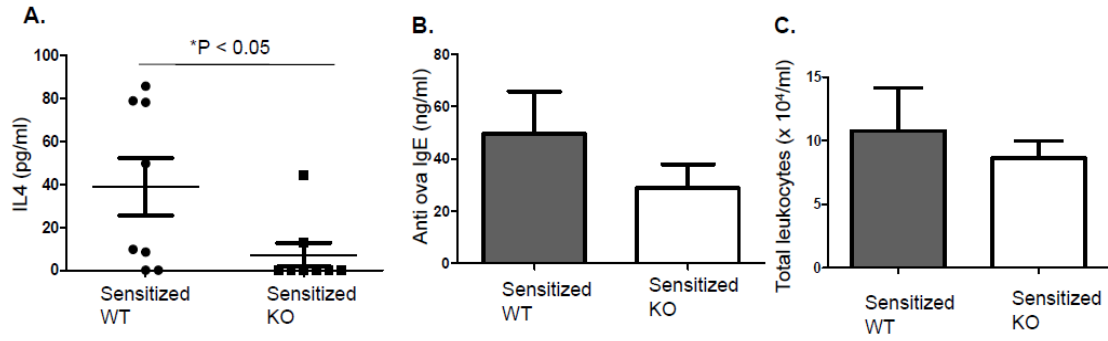 A.
*P < 0.05
100
80
60
40
20
0
IL4 (pg/ml)
Sensitized
WT
Sensitized
KO
B.
80
60
40
20
0
Anti ova IgE (ng/ml)
Sensitized
WT
Sensitized
KO
C.
15
10
5
0
Total leukocytes (x 10⁴/ml)
Sensitized
WT
Sensitized
KO